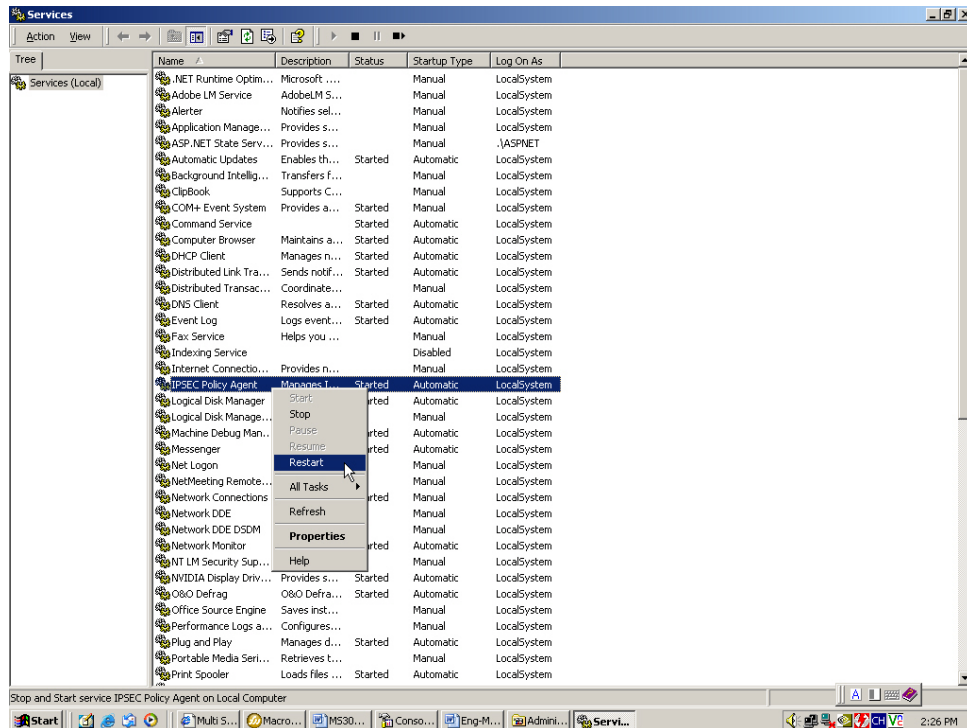 Services
Action View
Tree
Services (Local)
Name Description Status Startup Type Log On As
.NET Runtime Optim... Microsoft .... Manual LocalSystem
Adobe LM Service AdobeLM S... Manual LocalSystem
Alerter Notifies sel... Manual LocalSystem
Application Manage... Provides s... Manual LocalSystem
ASP.NET State Serv... Provides s... Manual .\ASPNET
Automatic Updates Enables th... Started Automatic LocalSystem
Background Intellig... Transfers f... Manual LocalSystem
ClipBook Supports C... Manual LocalSystem
COM+ Event System Provides a... Started Manual LocalSystem
Command Service Started Automatic LocalSystem
Computer Browser Maintains a... Started Automatic LocalSystem
DHCP Client Manages n... Started Automatic LocalSystem
Distributed Link Tra... Sends notif... Started Automatic LocalSystem
Distributed Transac... Coordinate... Manual LocalSystem
DNS Client Resolves a... Started Automatic LocalSystem
Event Log Logs event... Started Automatic LocalSystem
Fax Service Helps you ... Manual LocalSystem
Indexing Service Disabled LocalSystem
Internet Connectio... Provides n... Manual LocalSystem
IPSEC Policy Agent Manages I... Started Automatic LocalSystem
Logical Disk Manager rted Automatic LocalSystem
Logical Disk Manage... Manual LocalSystem
Machine Debug Man... rted Automatic LocalSystem
Messenger rted Automatic LocalSystem
Net Logon Manual LocalSystem
NetMeeting Remote... Manual LocalSystem
Network Connections rted Manual LocalSystem
Network DDE Manual LocalSystem
Network DDE DSDM Manual LocalSystem
Network Monitor rted Automatic LocalSystem
NT LM Security Sup... Manual LocalSystem
NVIDIA Display Driv... Provides s... Started Automatic LocalSystem
O&O Defrag O&O Defra... Started Automatic LocalSystem
Office Source Engine Saves inst... Manual LocalSystem
Performance Logs a... Configures... Manual LocalSystem
Plug and Play Manages d... Started Automatic LocalSystem
Portable Media Seri... Retrieves t... Manual LocalSystem
Print Spooler Loads files ... Started Automatic LocalSystem
Start
Stop
Pause
Resume
Restart
All Tasks
Refresh
Properties
Help
Stop and Start service IPSEC Policy Agent on Local Computer
A
Start Multi S... Macro... MS30... Conso... Eng-M... Admini... Servi... CH 2:26 PM